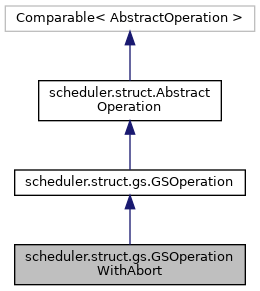 Comparable< AbstractOperation >
scheduler.struct.Abstract
Operation
scheduler.struct.gs.GSOperation
scheduler.struct.gs.GSOperation
WithAbort